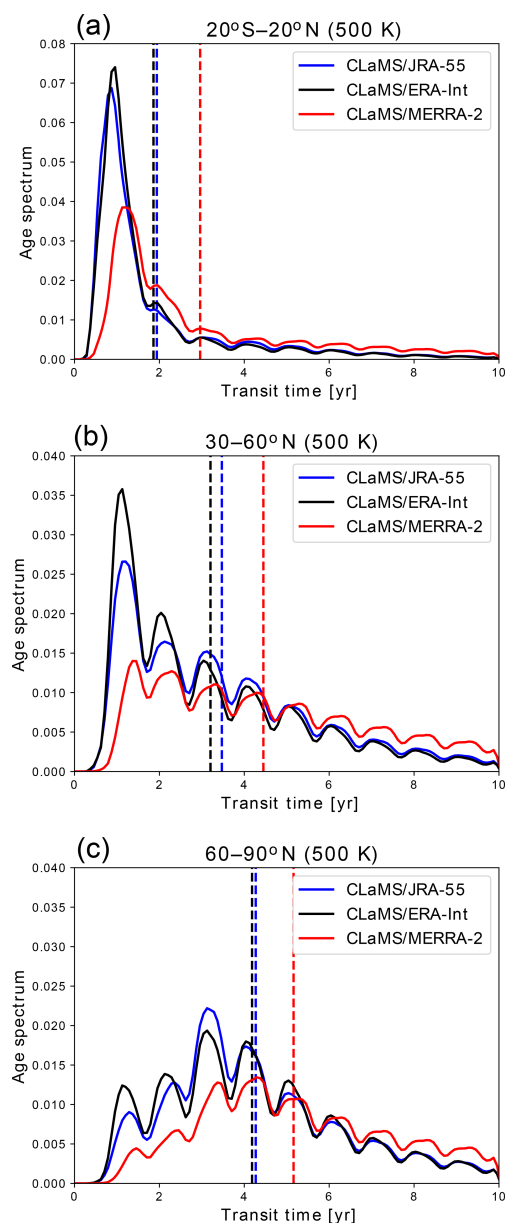 (a)
20°S–20°N (500 K)
CLaMS/JRA-55
CLaMS/ERA-Int
CLaMS/MERRA-2
Age spectrum
0.08
0.07
0.06
0.05
0.04
0.03
0.02
0.01
0.00
0 2 4 6 8 10
Transit time [yr]
(b)
30–60°N (500 K)
CLaMS/JRA-55
CLaMS/ERA-Int
CLaMS/MERRA-2
Age spectrum
0.040
0.035
0.030
0.025
0.020
0.015
0.010
0.005
0.000
0 2 4 6 8 10
Transit time [yr]
(c)
60–90°N (500 K)
CLaMS/JRA-55
CLaMS/ERA-Int
CLaMS/MERRA-2
Age spectrum
0.040
0.035
0.030
0.025
0.020
0.015
0.010
0.005
0.000
0 2 4 6 8 10
Transit time [yr]